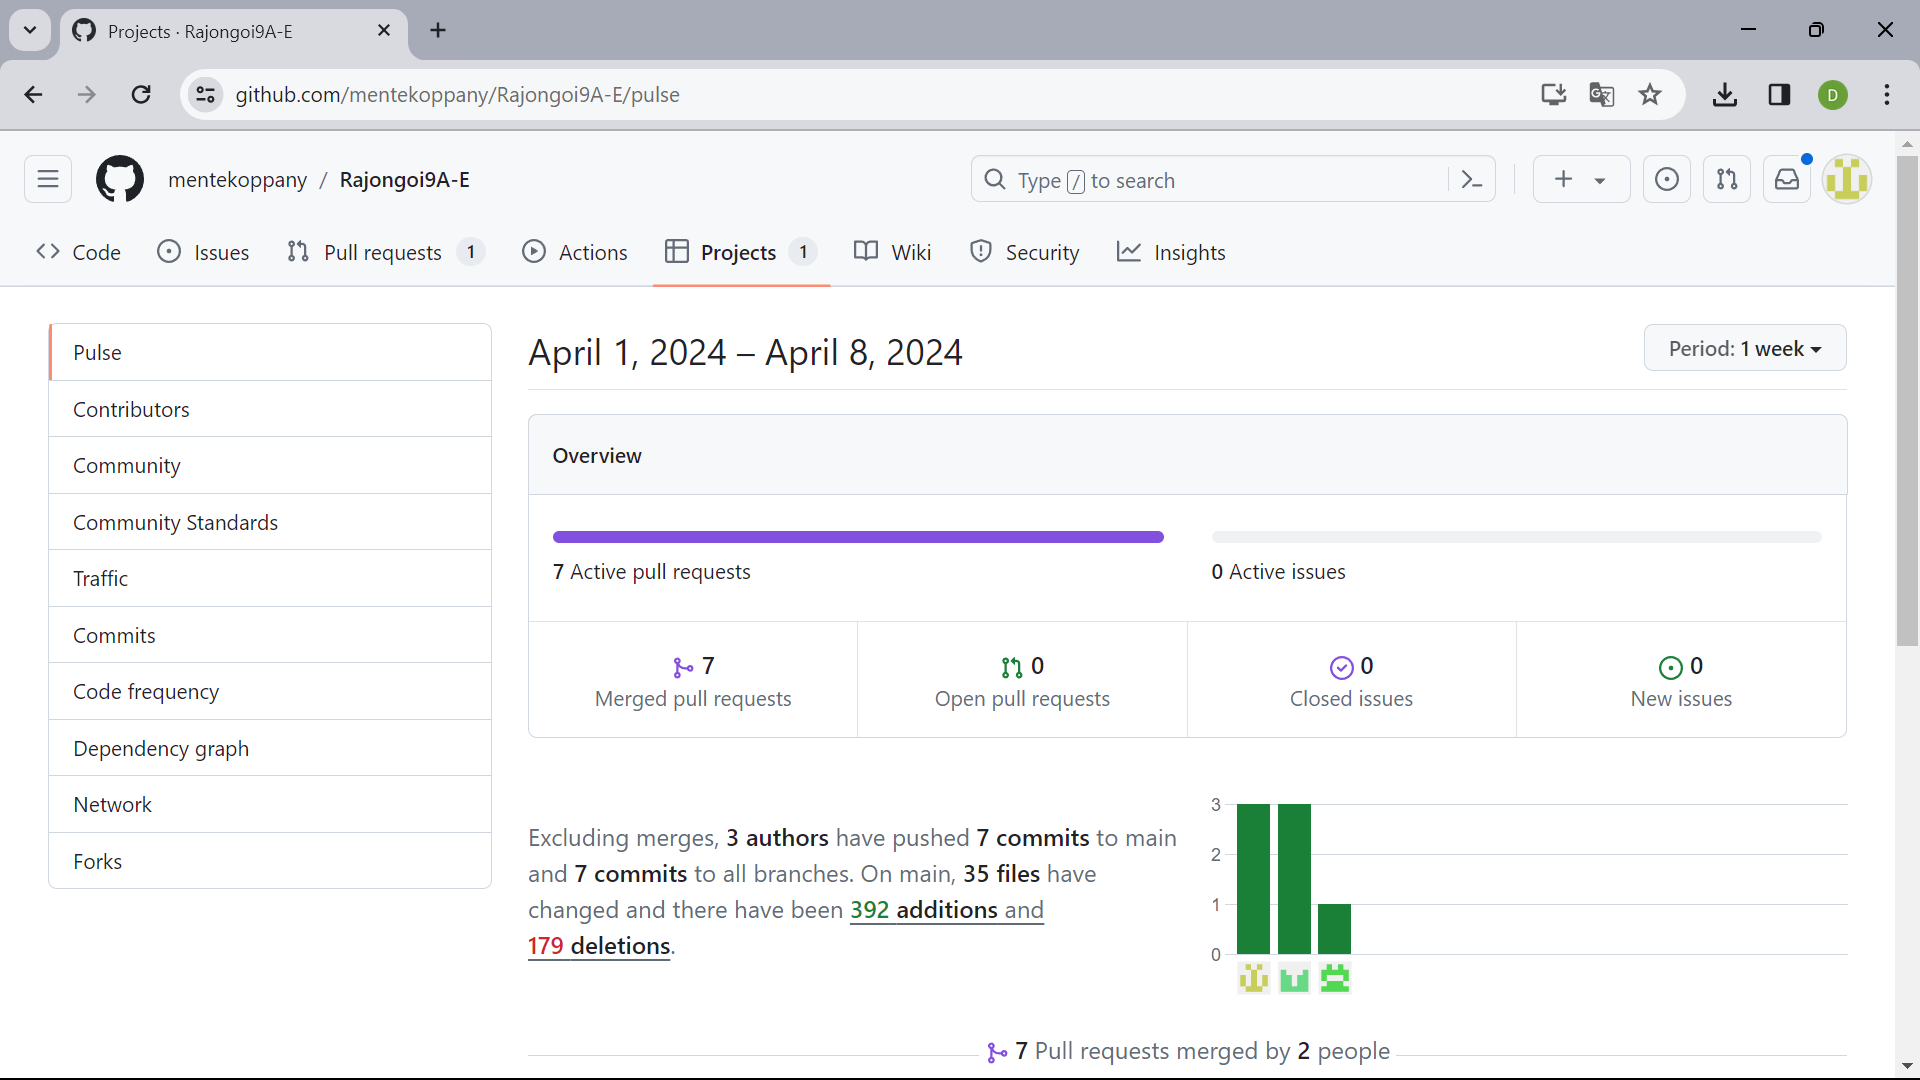 Projects · Rajongoi9A-E
github.com/mentekoppany/Rajongoi9A-E/pulse
D
mentekoppany / Rajongoi9A-E
Type / to search
Code
Issues
Pull requests 1
Actions
Projects 1
Wiki
Security
Insights
Pulse
Contributors
Community
Community Standards
Traffic
Commits
Code frequency
Dependency graph
Network
Forks
April 1, 2024 – April 8, 2024
Period: 1 week
Overview
7 Active pull requests
0 Active issues
7
Merged pull requests
0
Open pull requests
0
Closed issues
0
New issues
Excluding merges, 3 authors have pushed 7 commits to main
and 7 commits to all branches. On main, 35 files have
changed and there have been 392 additions and
179 deletions.
3
2
1
0
7 Pull requests merged by 2 people